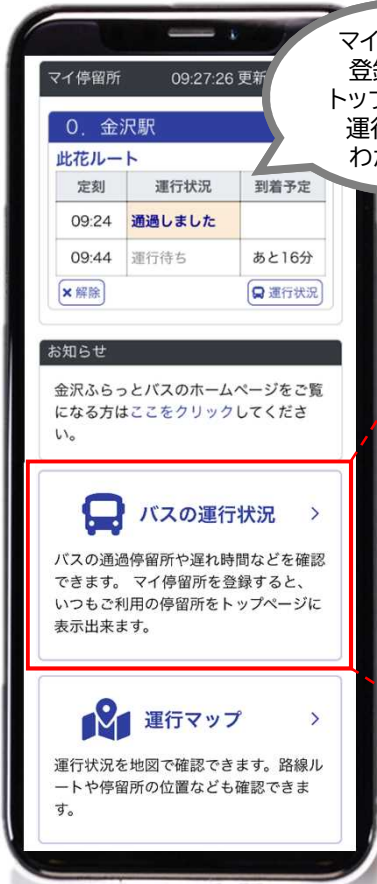 マイ
登
トップ
運行
わ
マイ停留所 09:27:26 更新
０．金沢駅
此花ルート
定刻 運行状況 到着予定
09:24 通過しました
09:44 運行待ち あと16分
×解除 運行状況
お知らせ
金沢ふらっとバスのホームページをご覧
になる方はここをクリックしてくださ
い。
バスの運行状況 >
バスの通過停留所や遅れ時間などを確認
できます。 マイ停留所を登録すると、
いつもご利用の停留所をトップページに
表示出来ます。
運行マップ >
運行状況を地図で確認できます。路線ル
ートや停留所の位置なども確認できま
す。